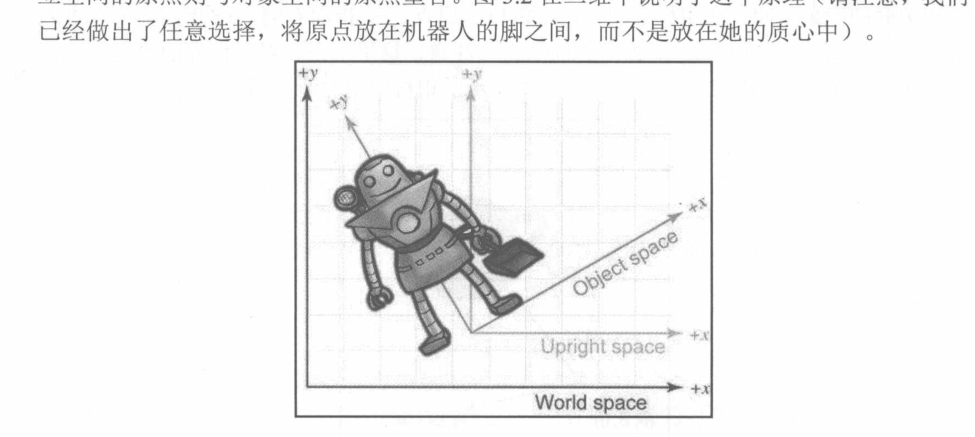 立空间的原点则与对象空间的原点重合。图 3.2 在二维下说明了这个原理（请注意，我们
已经做出了任意选择，将原点放在机器人的脚之间，而不是放在她的质心中）。
+y
+y
+y
+x
Object space
+x
Upright space
+x
World space